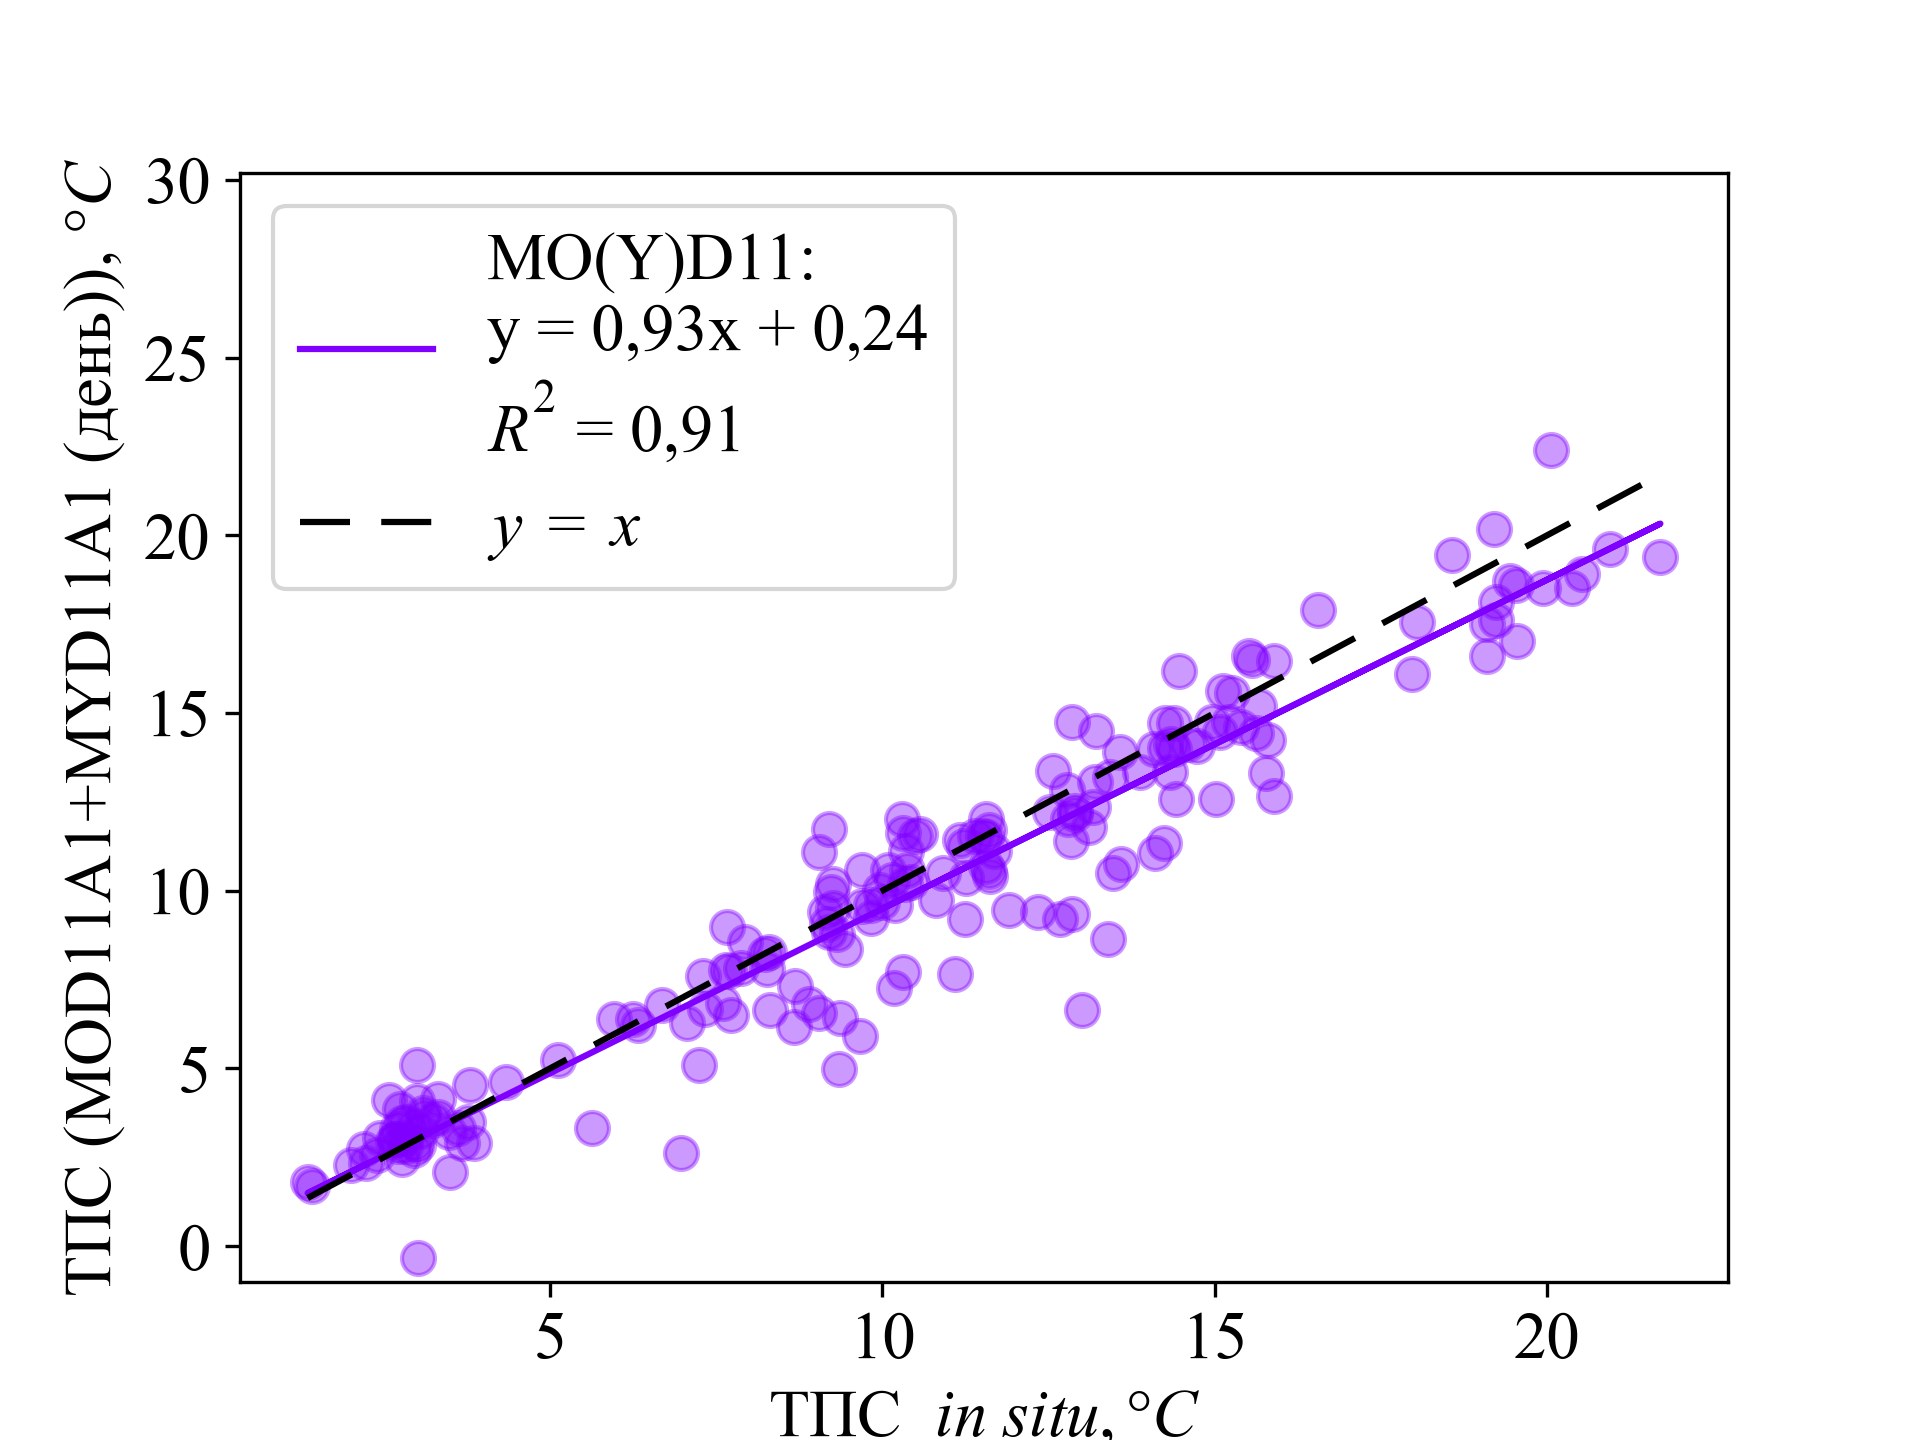 ТПС (MOD11A1+MYD11A1 (день)), °C
30
25
20
15
10
5
0
MO(Y)D11:
y = 0,93x + 0,24
R² = 0,91
y = x
5 10 15 20
ТПС in situ, °C